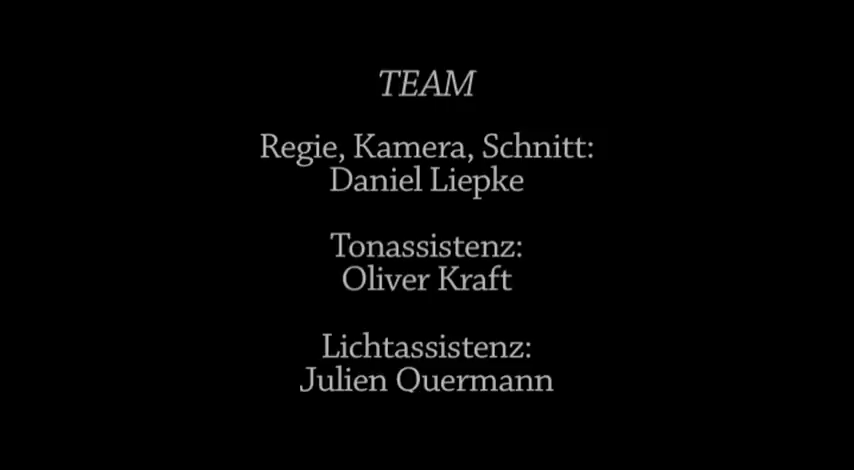 TEAM
Regie, Kamera, Schnitt:
Daniel Liepke
Tonassistenz:
Oliver Kraft
Lichtassistenz:
Julien Quermann